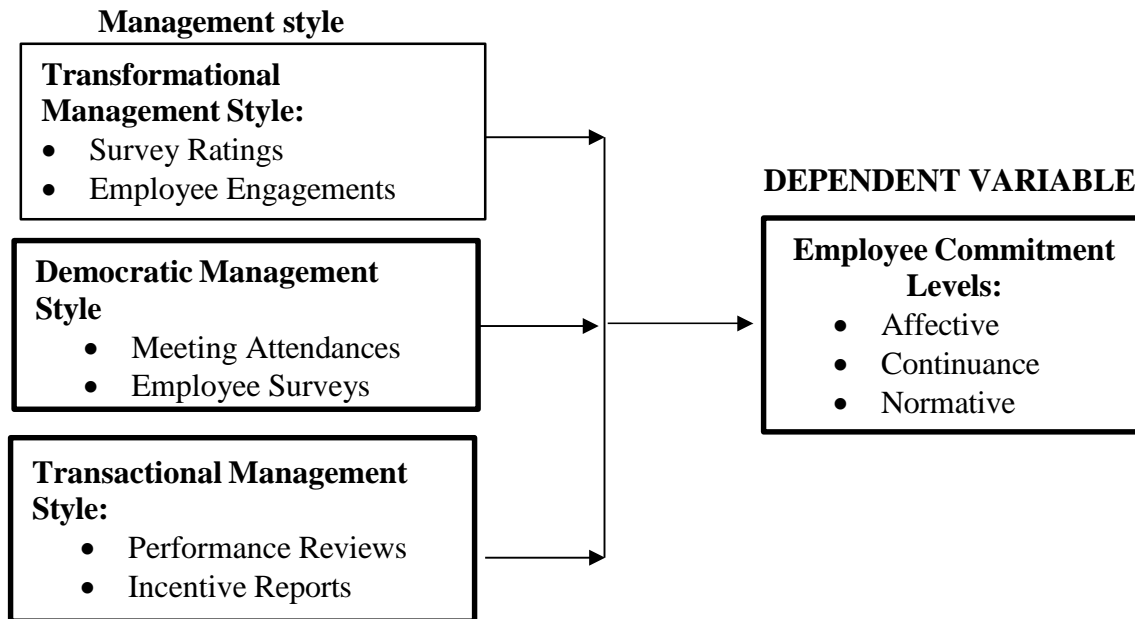 Management style
Transformational
Management Style:
• Survey Ratings
• Employee Engagements
Democratic Management
Style
• Meeting Attendances
• Employee Surveys
Transactional Management
Style:
• Performance Reviews
• Incentive Reports
DEPENDENT VARIABLE
Employee Commitment
Levels:
• Affective
• Continuance
• Normative